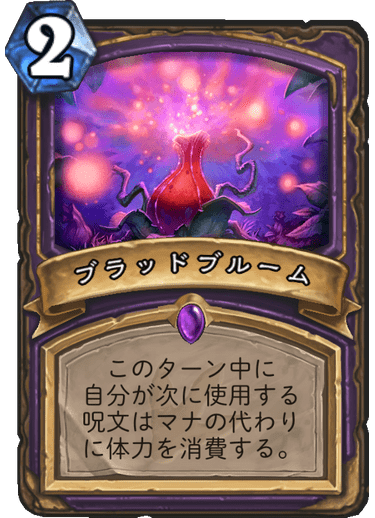 2
ブラッドブルーム
このターン中に
自分が次に使用する
呪文はマナの代わり
に体力を消費する。